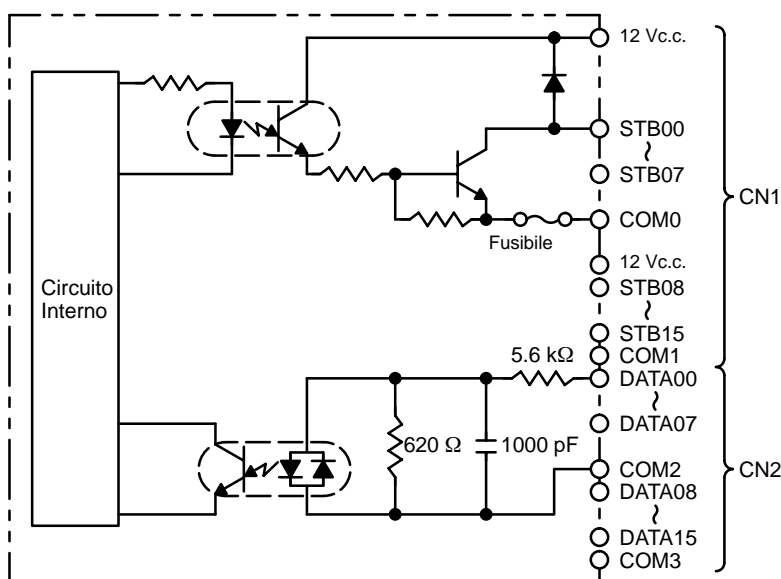 12 Vc.c.
STB00
~
STB07
CN1
COM0
Fusibile
12 Vc.c.
Circuito
Interno
STB08
~
STB15
5.6 kΩ
COM1
DATA00
~
DATA07
620 Ω
1000 pF
COM2
CN2
DATA08
~
DATA15
COM3